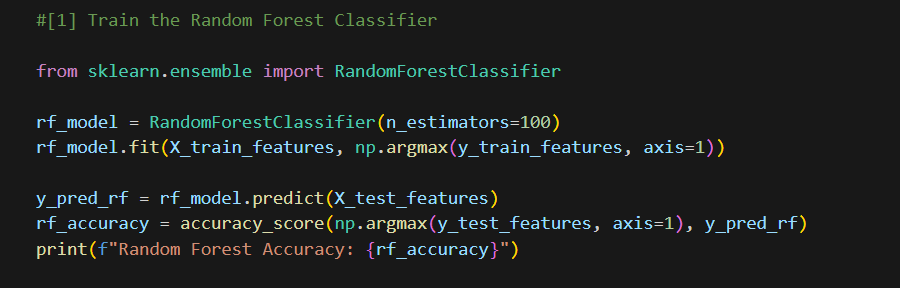 #[1] Train the Random Forest Classifier
from sklearn.ensemble import RandomForestClassifier
rf_model = RandomForestClassifier(n_estimators=100)
rf_model.fit(X_train_features, np.argmax(y_train_features, axis=1))
y_pred_rf = rf_model.predict(X_test_features)
rf_accuracy = accuracy_score(np.argmax(y_test_features, axis=1), y_pred_rf)
print(f"Random Forest Accuracy: {rf_accuracy}")